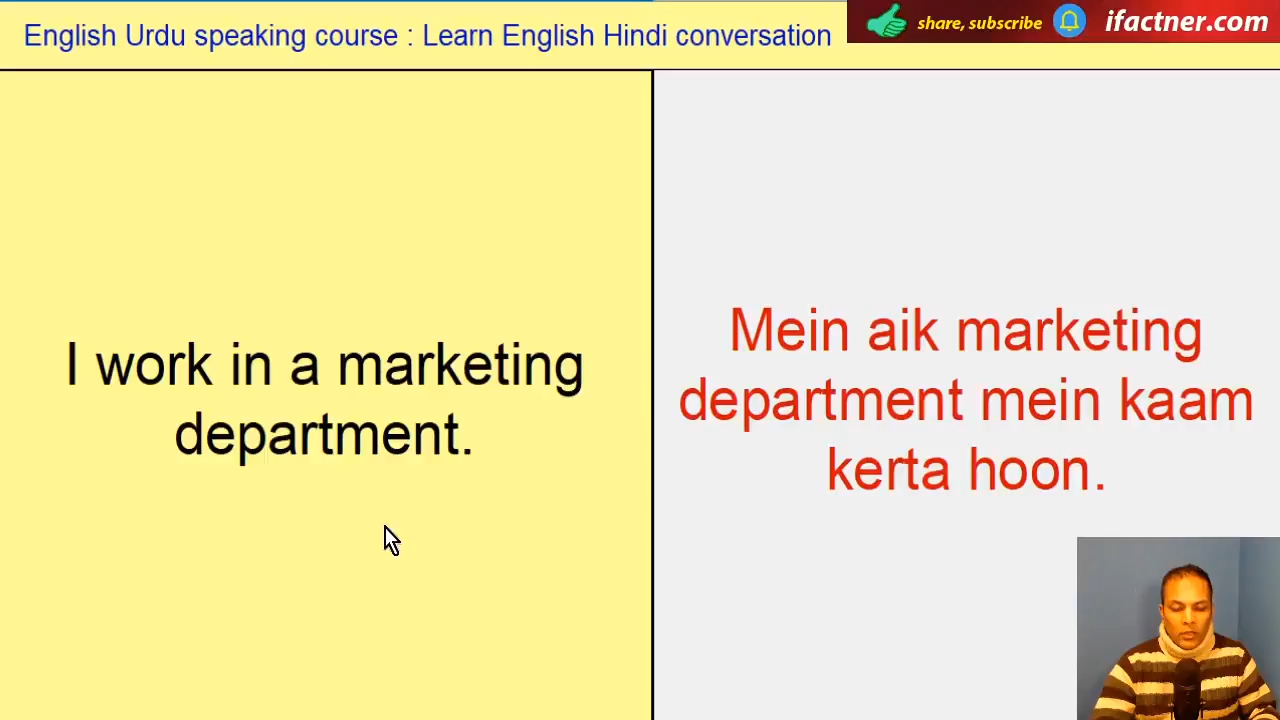 English Urdu speaking course : Learn English Hindi conversation
share, subscribe
ifactner.com
I work in a marketing
department.
Mein aik marketing
department mein kaam
kerta hoon.